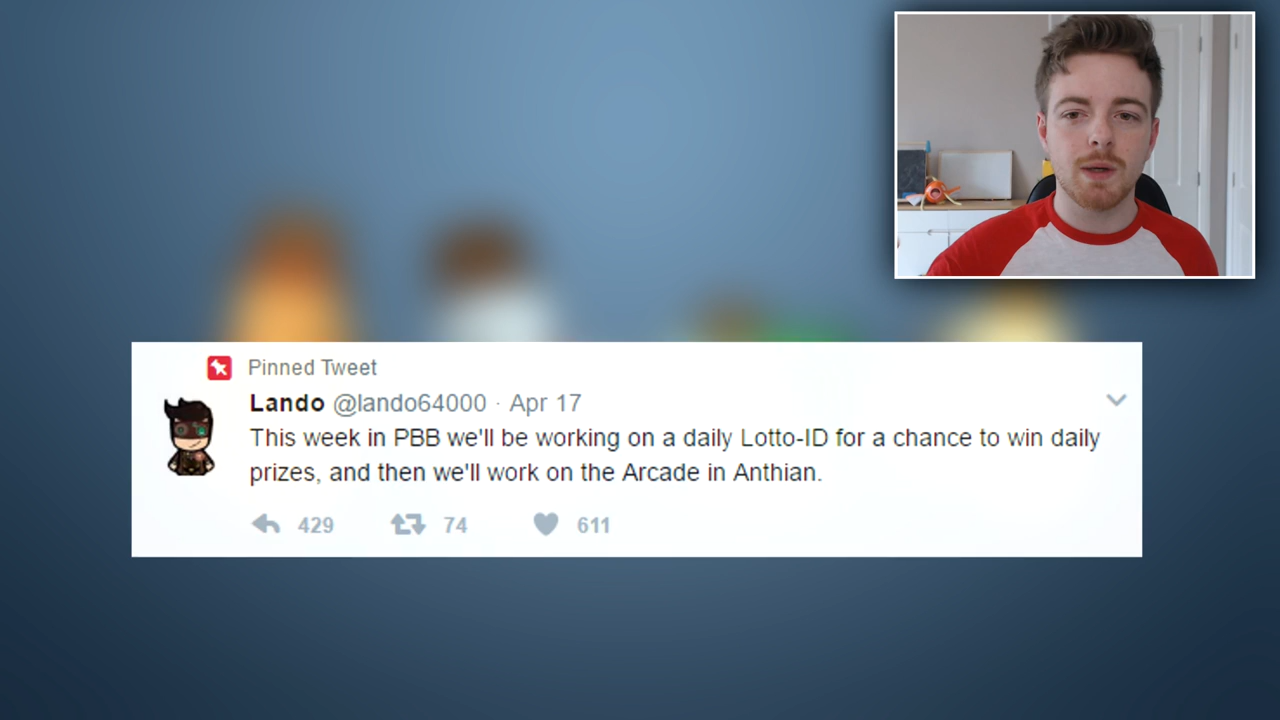 Pinned Tweet
Lando @lando64000 · Apr 17
This week in PBB we'll be working on a daily Lotto-ID for a chance to win daily
prizes, and then we'll work on the Arcade in Anthian.
429 74 611